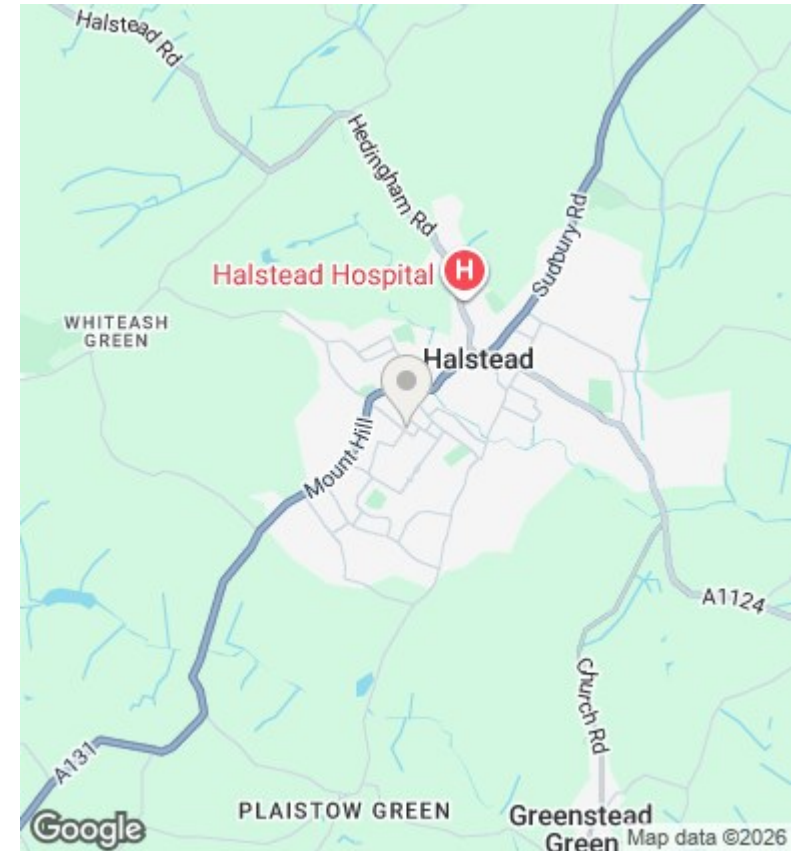 Halstead Rd
Hedingham Rd
Sudbury Rd
Halstead Hospital
H
WHITEASH
GREEN
Halstead
Mount Hill
A1124
Church Rd
A131
PLAISTOW GREEN
Greenstead
Green
Google
Map data ©2026